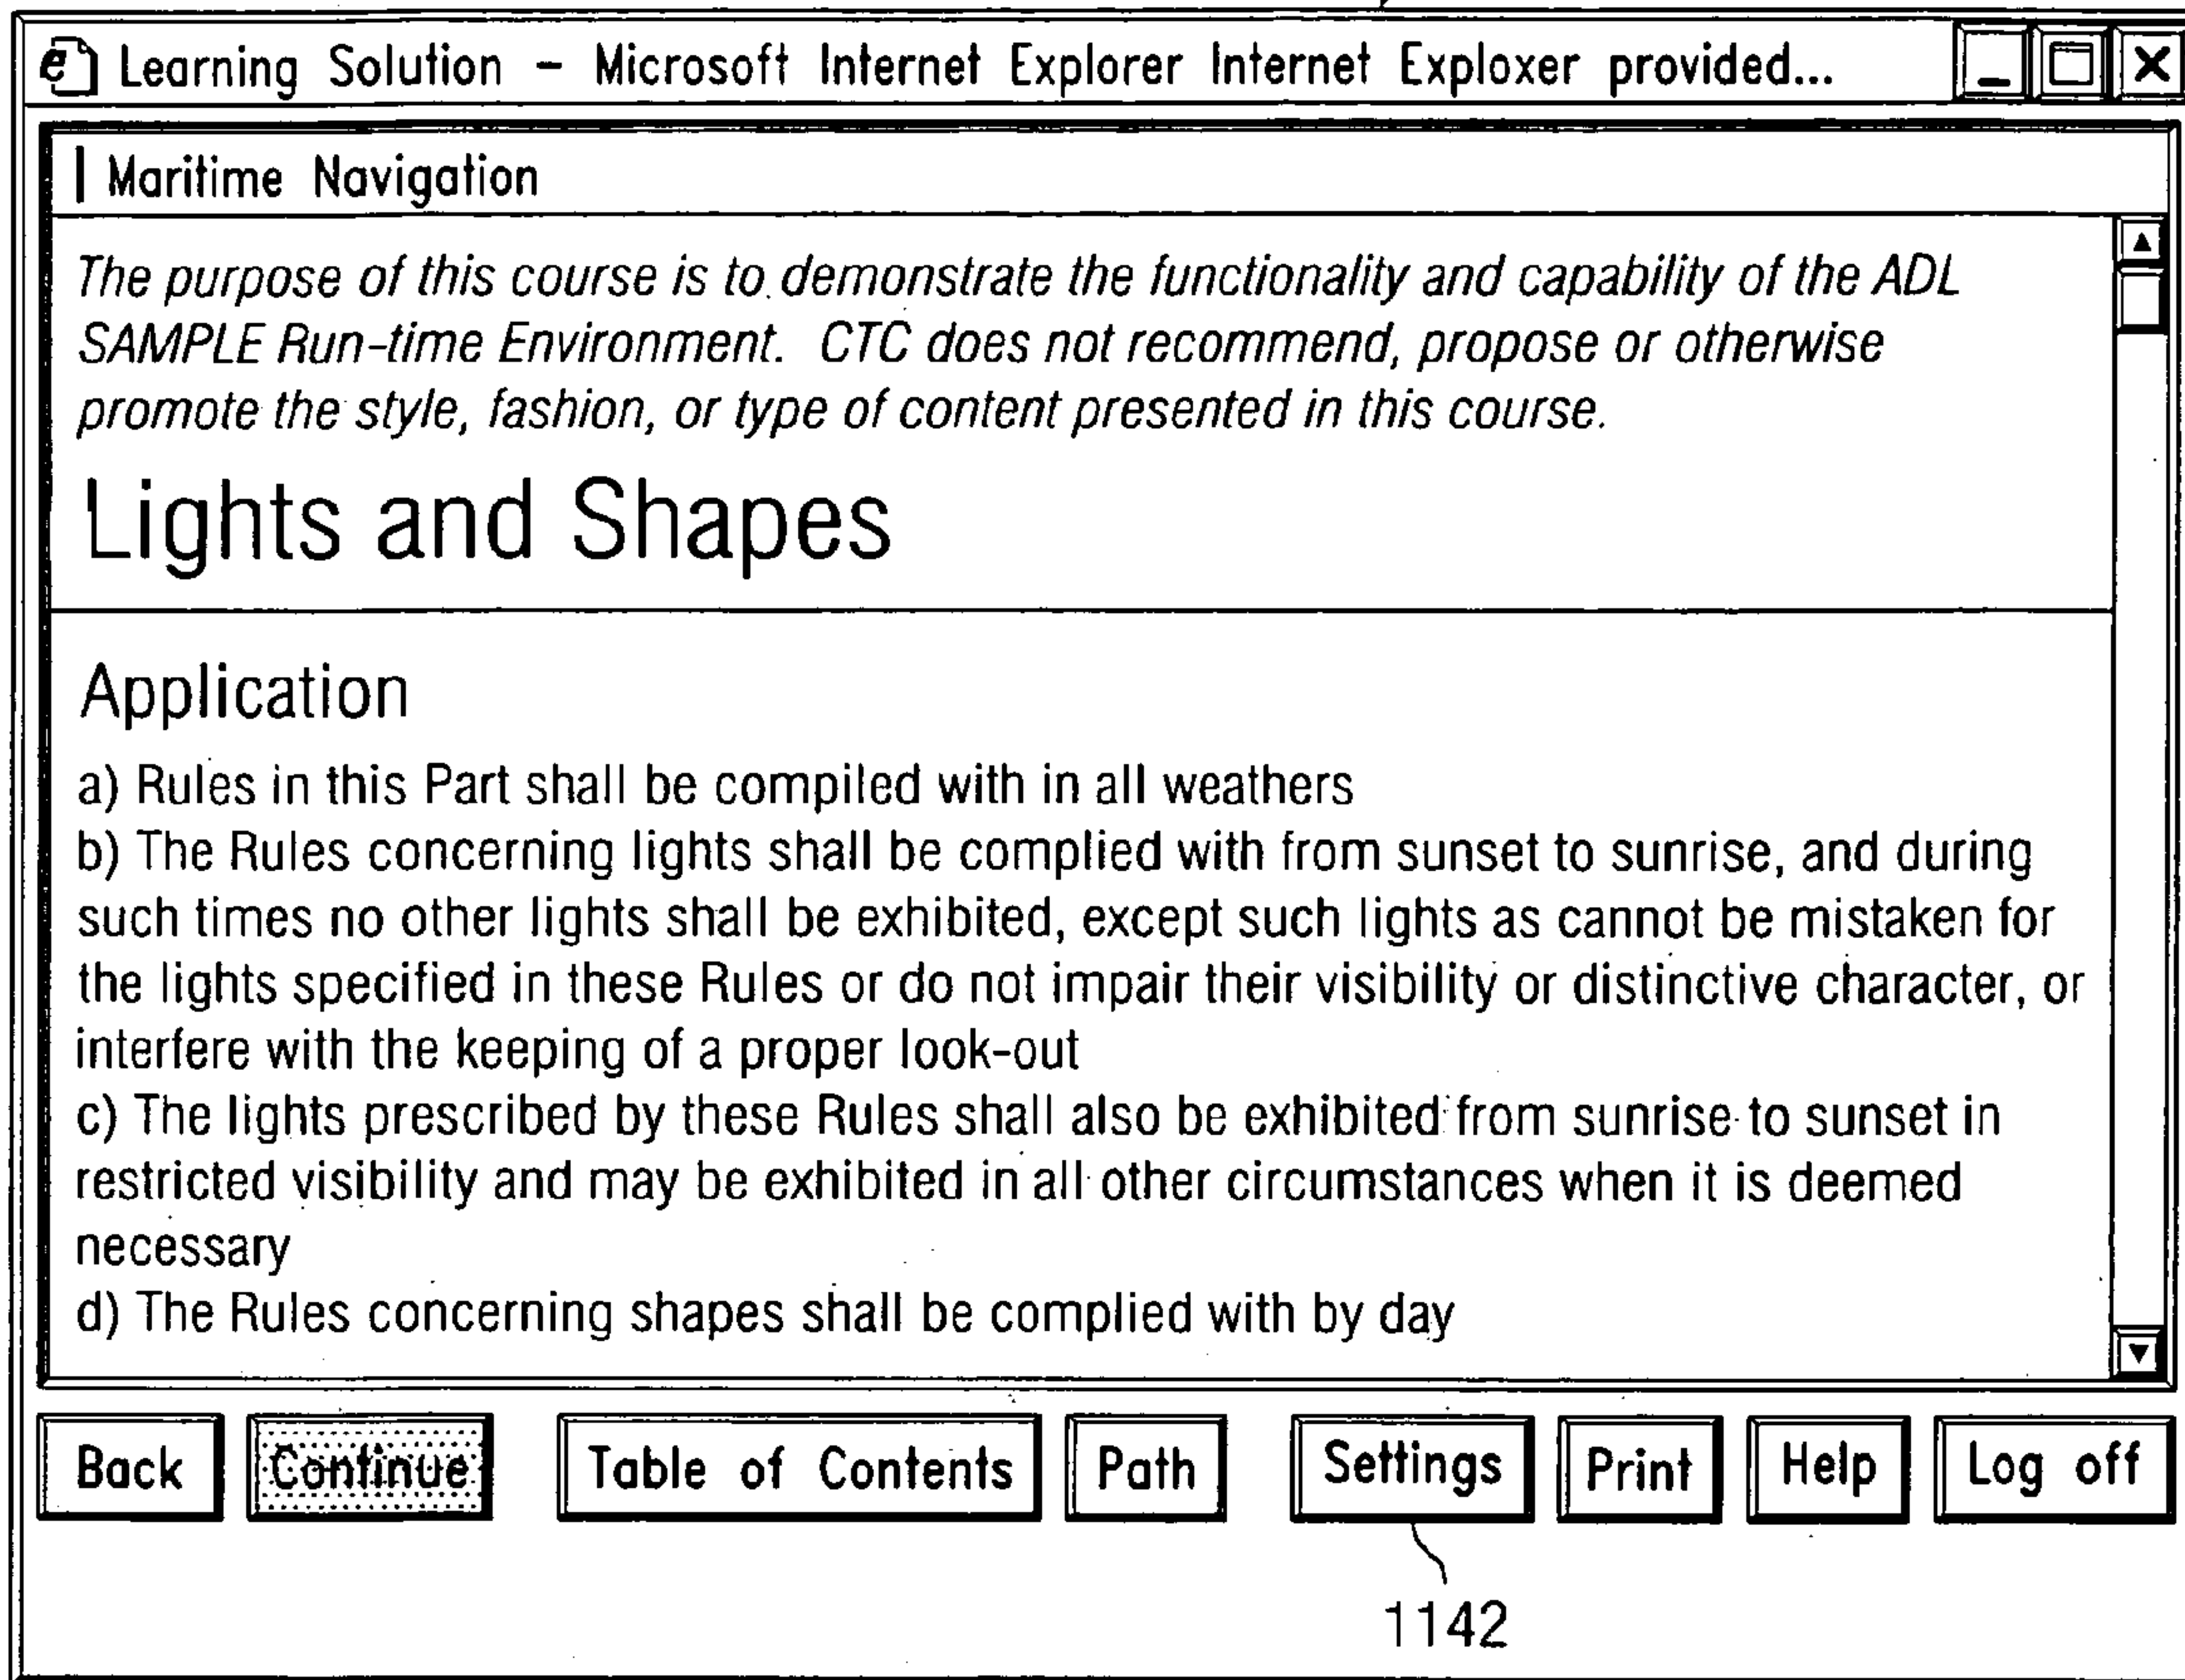 Learning Solution - Microsoft Internet Explorer Internet Exploxer provided...
Maritime Navigation
The purpose of this course is to demonstrate the functionality and capability of the ADL
SAMPLE Run-time Environment. CTC does not recommend, propose or otherwise
promote the style, fashion, or type of content presented in this course.
Lights and Shapes
Application
a) Rules in this Part shall be compiled with in all weathers
b) The Rules concerning lights shall be complied with from sunset to sunrise, and during
such times no other lights shall be exhibited, except such lights as cannot be mistaken for
the lights specified in these Rules or do not impair their visibility or distinctive character, or
interfere with the keeping of a proper look-out
c) The lights prescribed by these Rules shall also be exhibited from sunrise to sunset in
restricted visibility and may be exhibited in all other circumstances when it is deemed
necessary
d) The Rules concerning shapes shall be complied with by day
Back Continue Table of Contents Path Settings Print Help Log off
1142